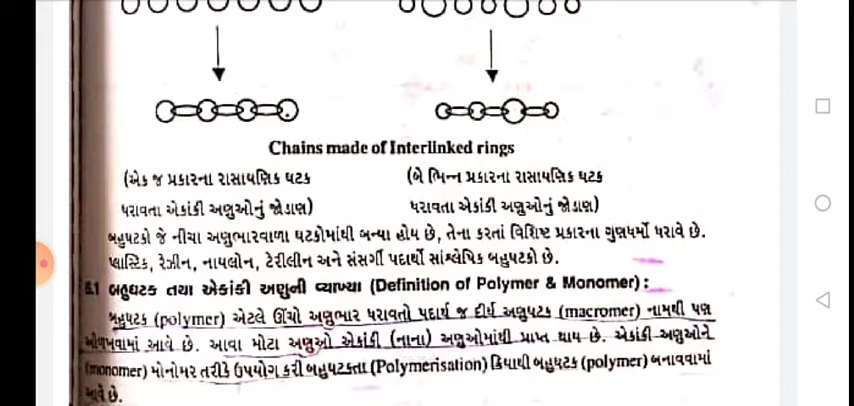 Chains made of Interlinked rings
(એક જ પ્રકારના રાસાયણિક ઘટક
(બે ભિન્ન પ્રકારના રાસાયણિક ઘટક
ધરાવતા એકાંકી અણુઓનું જોડાણ)
ધરાવતા એકાંકી અણુઓનું જોડાણ)
બહુઘટકો જે નીચા અણુભારવાળા ઘટકોમાંથી બન્યા હોય છે, તેના કરતાં વિશિષ્ટ પ્રકારના ગુણધર્મો ધરાવે છે.
પ્લાસ્ટિક, રેઝીન, નાયલોન, ટેરીલીન અને સંસર્ગી પદાર્થો સાંશ્લેષિક બહુઘટકો છે.
6.1 બહુઘટક તથા એકાંકી અણુની વ્યાખ્યા (Definition of Polymer & Monomer) :
બહુઘટક (polymer) એટલે ઊંચો અણુભાર ધરાવતો પદાર્થ જ દીર્ઘ અણુઘટક (macromer) નામથી પણ
ઓળખવામાં આવે છે. આવા મોટા અણુઓ એકાંકી (નાના) અણુઓમાંથી પ્રાપ્ત થાય છે. એકાંકી અણુઓને
(monomer) મોનોમર તરીકે ઉપયોગ કરી બહુઘટકતા (Polymerisation) ક્રિયાથી બહુઘટક (polymer) બનાવવામાં
આવે છે.